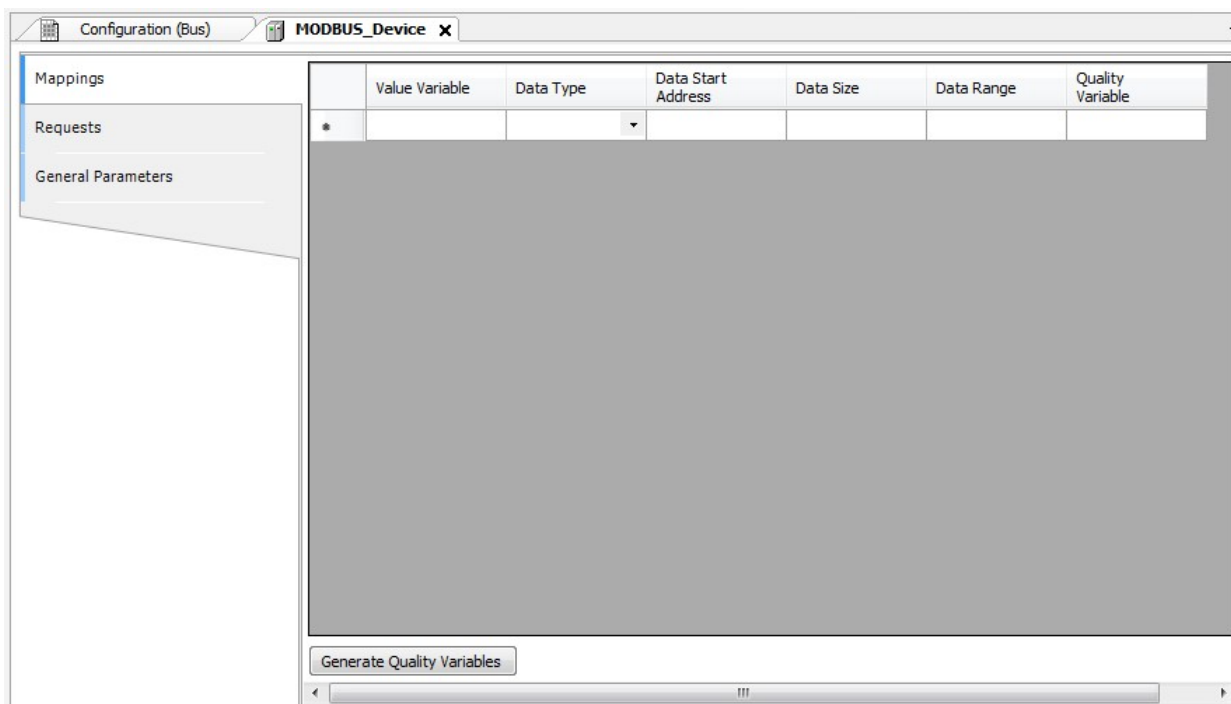 Configuration (Bus)
MODBUS_Device
Mappings
Requests
General Parameters
Value Variable
Data Type
Data Start
Address
Data Size
Data Range
Quality
Variable
Generate Quality Variables